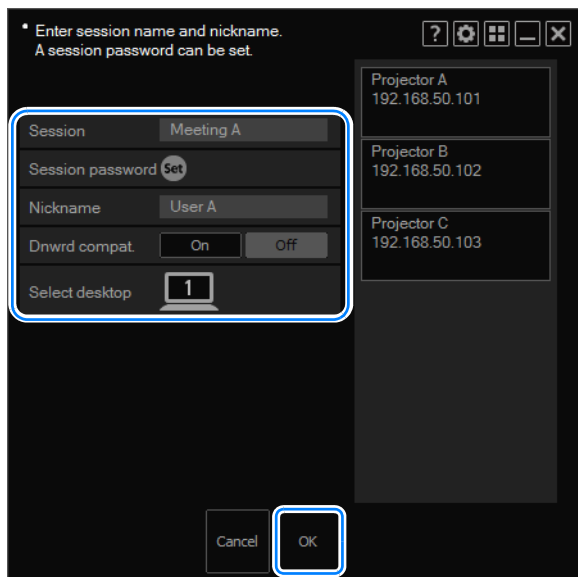 * Enter session name and nickname.
A session password can be set.
?
Session Meeting A
Session password Set
Nickname User A
Dnwrd compat. On Off
Select desktop 1
Projector A
192.168.50.101
Projector B
192.168.50.102
Projector C
192.168.50.103
Cancel OK